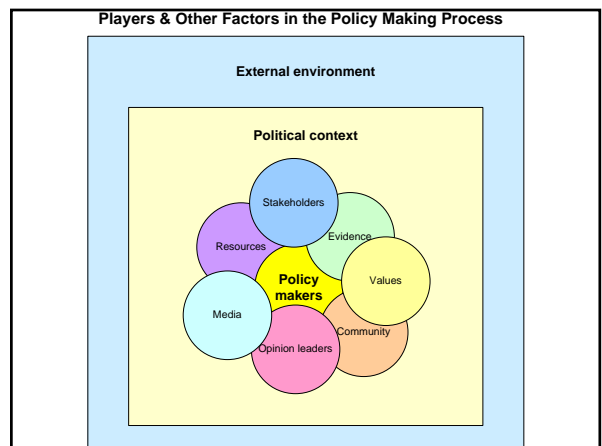 Players & Other Factors in the Policy Making Process
External environment
Political context
Stakeholders
Evidence
Resources
Values
Policy
makers
Media
Community
Opinion leaders